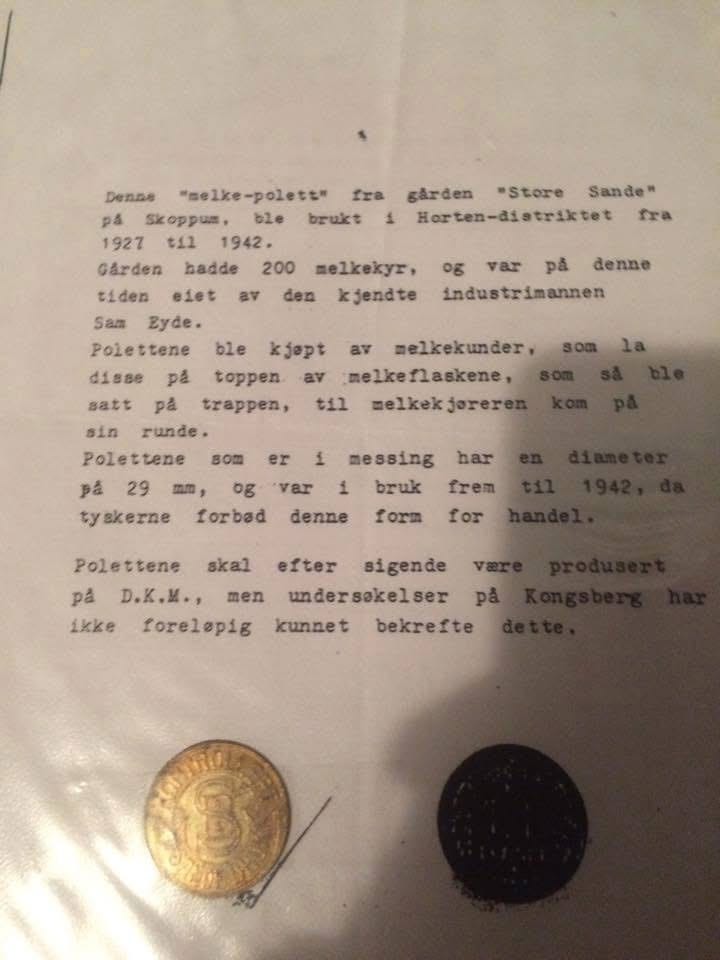 Denne "melke-polett" fra gården "Store Sande"
på Skoppum, ble brukt i Horten-distriktet fra
1927 til 1942.
Gården hadde 200 melkekyr, og var på denne
tiden eiet av den kjendte industrimannen
Sam Eyde.
Polettene ble kjøpt av melkekunder, som la
disse på toppen av melkeflaskene, som så ble
satt på trappen, til melkekjøreren kom på
sin runde.
Polettene som er i messing har en diameter
på 29 mm, og var i bruk frem til 1942, da
tyskerne forbød denne form for handel.
Polettene skal efter sigende være produsert
på D.K.M., men undersøkelser på Kongsberg har
ikke foreløpig kunnet bekrefte dette.